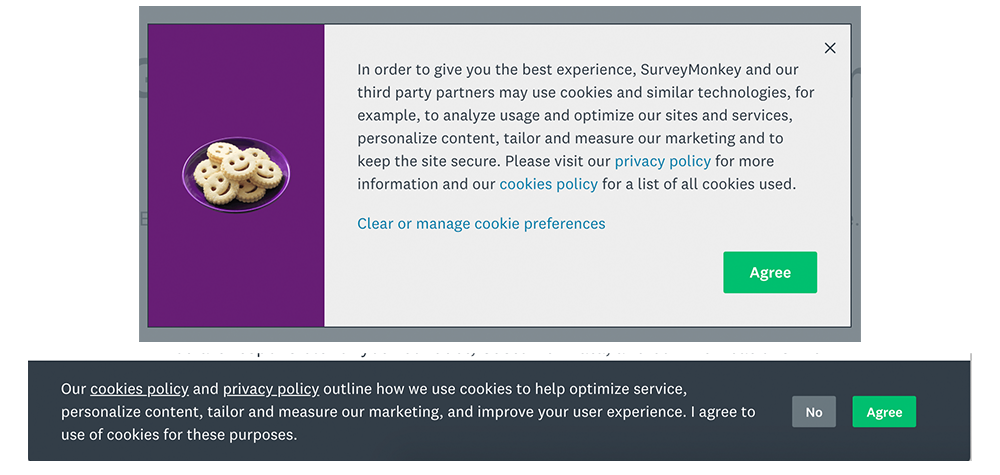 In order to give you the best experience, SurveyMonkey and our
third party partners may use cookies and similar technologies, for
example, to analyze usage and optimize our sites and services,
personalize content, tailor and measure our marketing and to
keep the site secure. Please visit our privacy policy for more
information and our cookies policy for a list of all cookies used.
Clear or manage cookie preferences
Agree
Our cookies policy and privacy policy outline how we use cookies to help optimize service,
personalize content, tailor and measure our marketing, and improve your user experience. I agree to
use of cookies for these purposes.
No
Agree